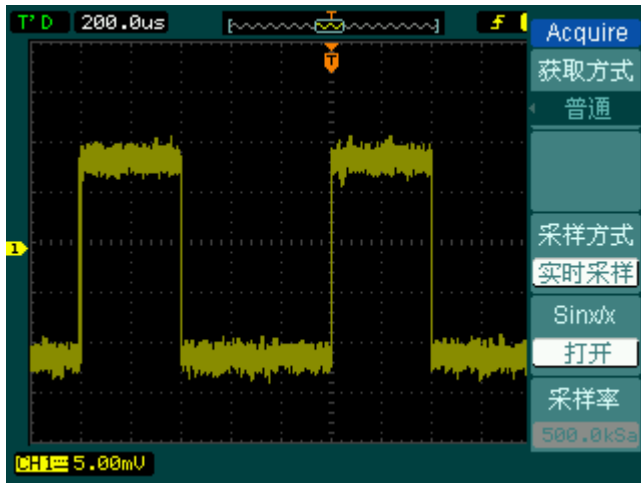 T'D 200.0us
T
Acquire
获取方式
普通
1
采样方式
实时采样
Sinx/x
打开
采样率
500.0kSa
CH1 5.00mV